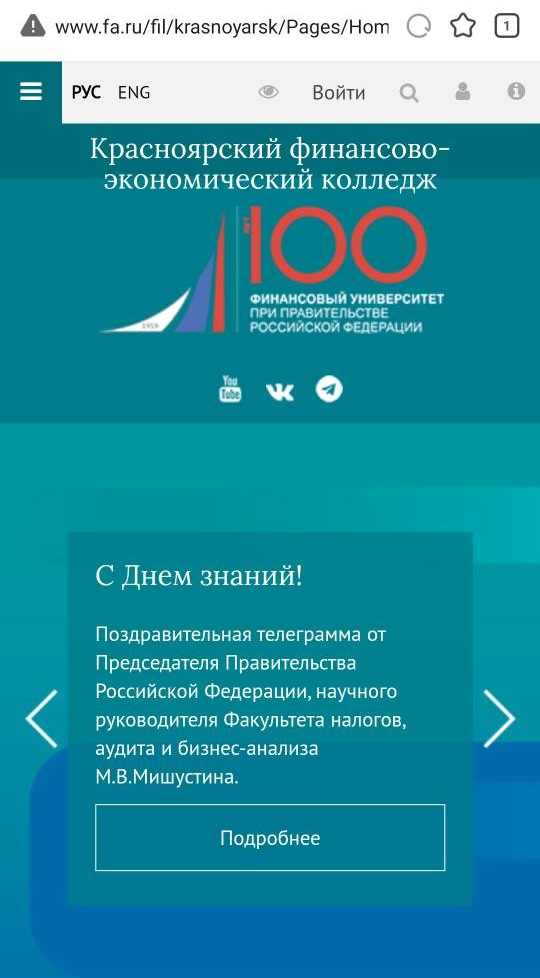 www.fa.ru/fil/krasnoyarsk/Pages/Hom
1
РУС ENG Войти
Красноярский финансово-
экономический колледж
ЛЕТ 100
ФИНАНСОВЫЙ УНИВЕРСИТЕТ
ПРИ ПРАВИТЕЛЬСТВЕ
РОССИЙСКОЙ ФЕДЕРАЦИИ
1919
You
Tube
С Днем знаний!
Поздравительная телеграмма от
Председателя Правительства
Российской Федерации, научного
руководителя Факультета налогов,
аудита и бизнес-анализа
М.В.Мишустина.
Подробнее